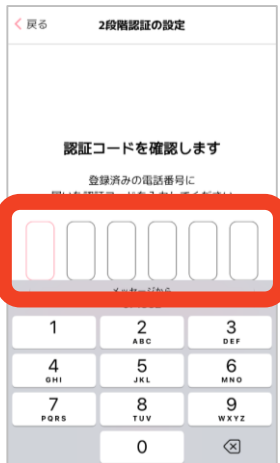 戻る 2段階認証の設定
認証コードを確認します
登録済みの電話番号に
メッセージから
1 2 3
ABC DEF
4 5 6
GHI JKL MNO
7 8 9
PQRS TUV WXYZ
0